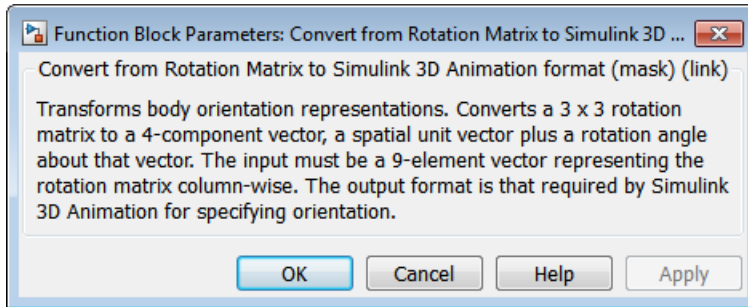 Function Block Parameters: Convert from Rotation Matrix to Simulink 3D ...
Convert from Rotation Matrix to Simulink 3D Animation format (mask) (link)
Transforms body orientation representations. Converts a 3 x 3 rotation
matrix to a 4-component vector, a spatial unit vector plus a rotation angle
about that vector. The input must be a 9-element vector representing the
rotation matrix column-wise. The output format is that required by Simulink
3D Animation for specifying orientation.
OK Cancel Help Apply